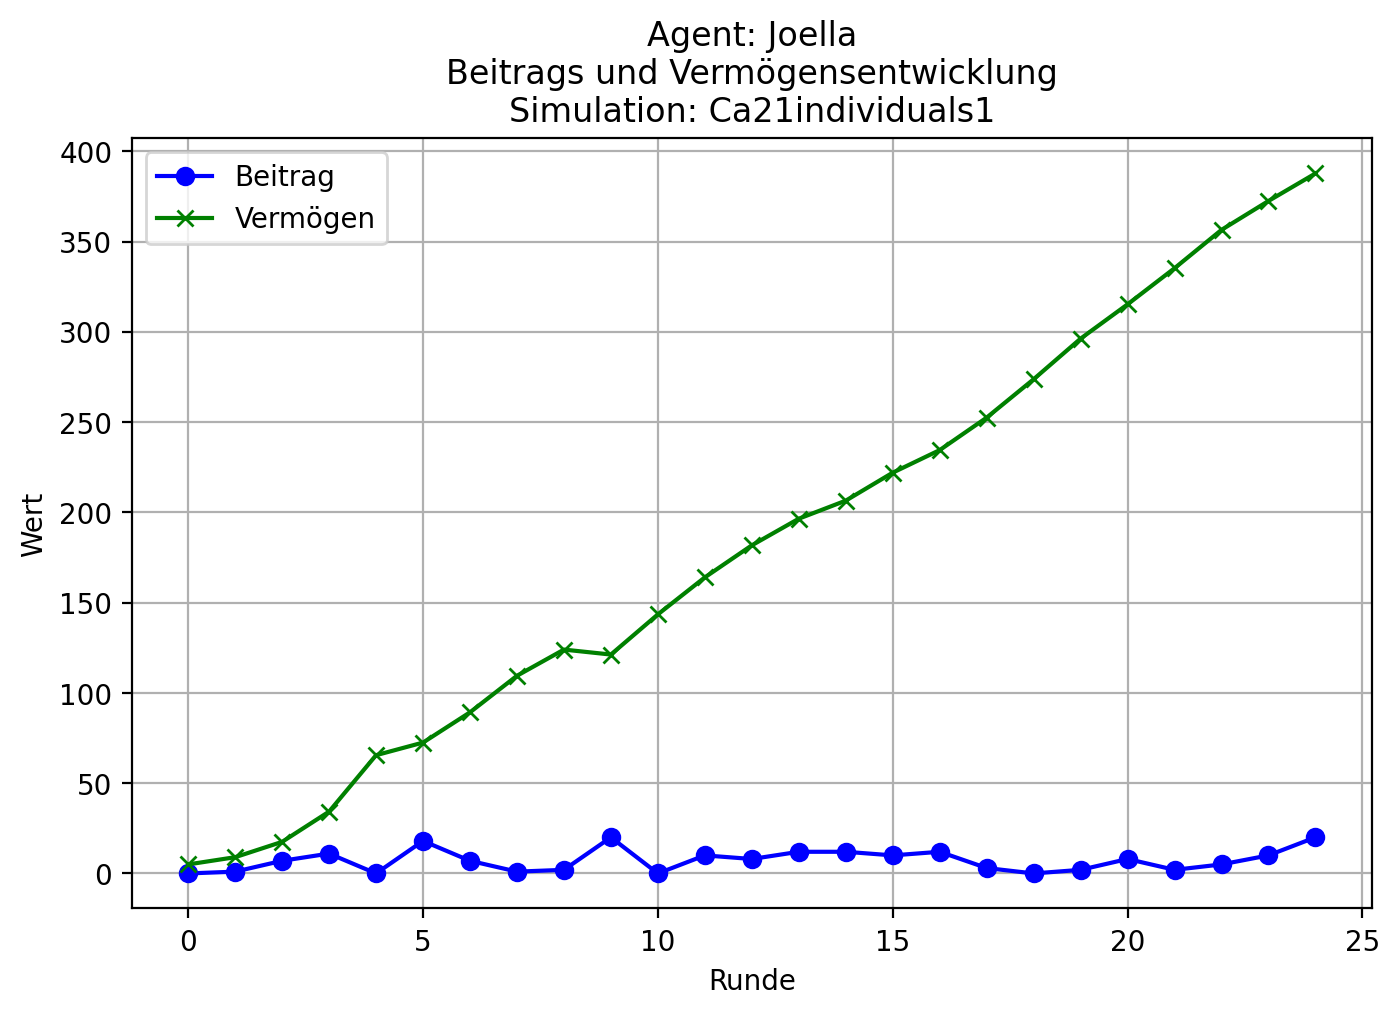 Agent: Joella
Beitrags und Vermögensentwicklung
Simulation: Ca21individuals1
400
350
300
250
200
150
100
50
0
Beitrag
Vermögen
Wert
0 5 10 15 20 25
Runde